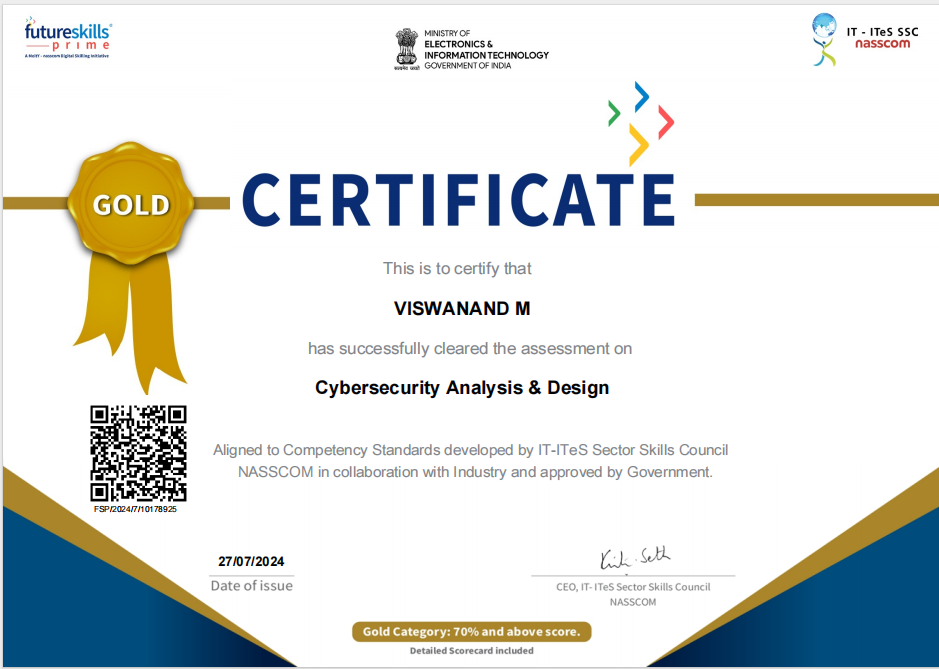 futureskills
prime
A MeitY - nasscom Digital Skilling Initiative
सत्यमेव जयते
MINISTRY OF
ELECTRONICS &
INFORMATION TECHNOLOGY
GOVERNMENT OF INDIA
IT - ITeS SSC
nasscom
GOLD
CERTIFICATE
This is to certify that
VISWANAND M
has successfully cleared the assessment on
Cybersecurity Analysis & Design
Aligned to Competency Standards developed by IT-ITeS Sector Skills Council
NASSCOM in collaboration with Industry and approved by Government.
FSP/2024/7/10178925
27/07/2024
Date of issue
CEO, IT- ITeS Sector Skills Council
NASSCOM
Gold Category: 70% and above score.
Detailed Scorecard included